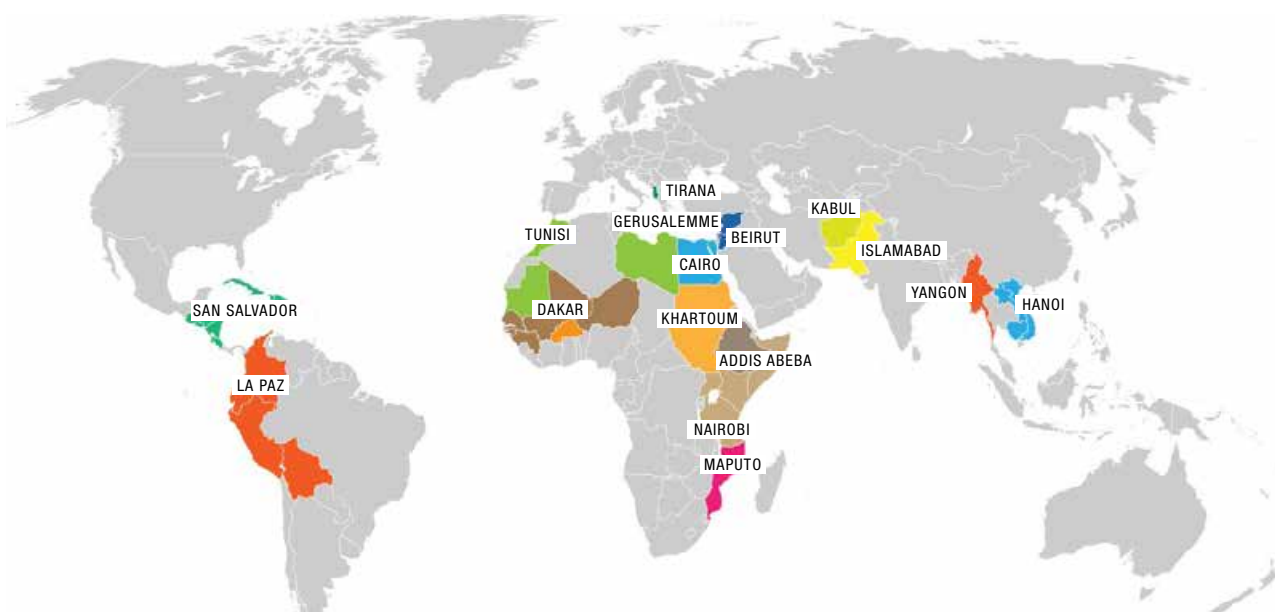 TIRANA
KABUL
GERUSALEMME
TUNISI
BEIRUT
ISLAMABAD
CAIRO
YANGON
HANOI
SAN SALVADOR
DAKAR
KHARTOUM
ADDIS ABEBA
LA PAZ
NAIROBI
MAPUTO